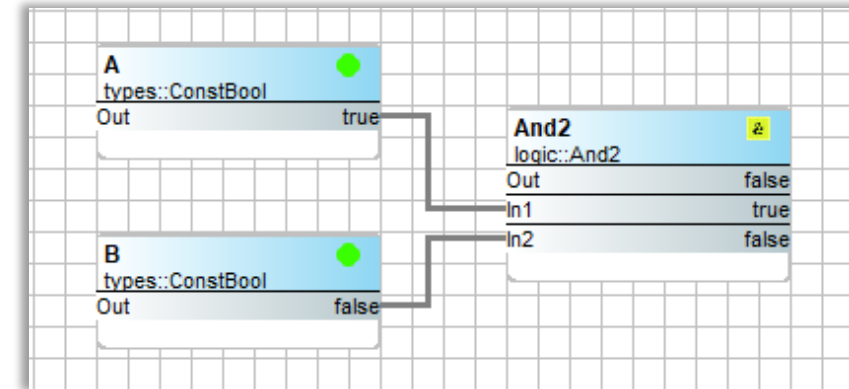 A
types::ConstBool
Out true
And2 &
logic::And2
Out false
In1 true
In2 false
B
types::ConstBool
Out false